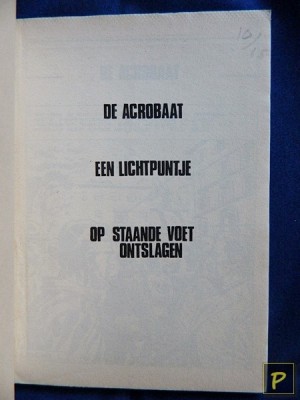 DE ACROBAAT
EEN LICHTPUNTJE
OP STAANDE VOET
ONTSLAGEN
P